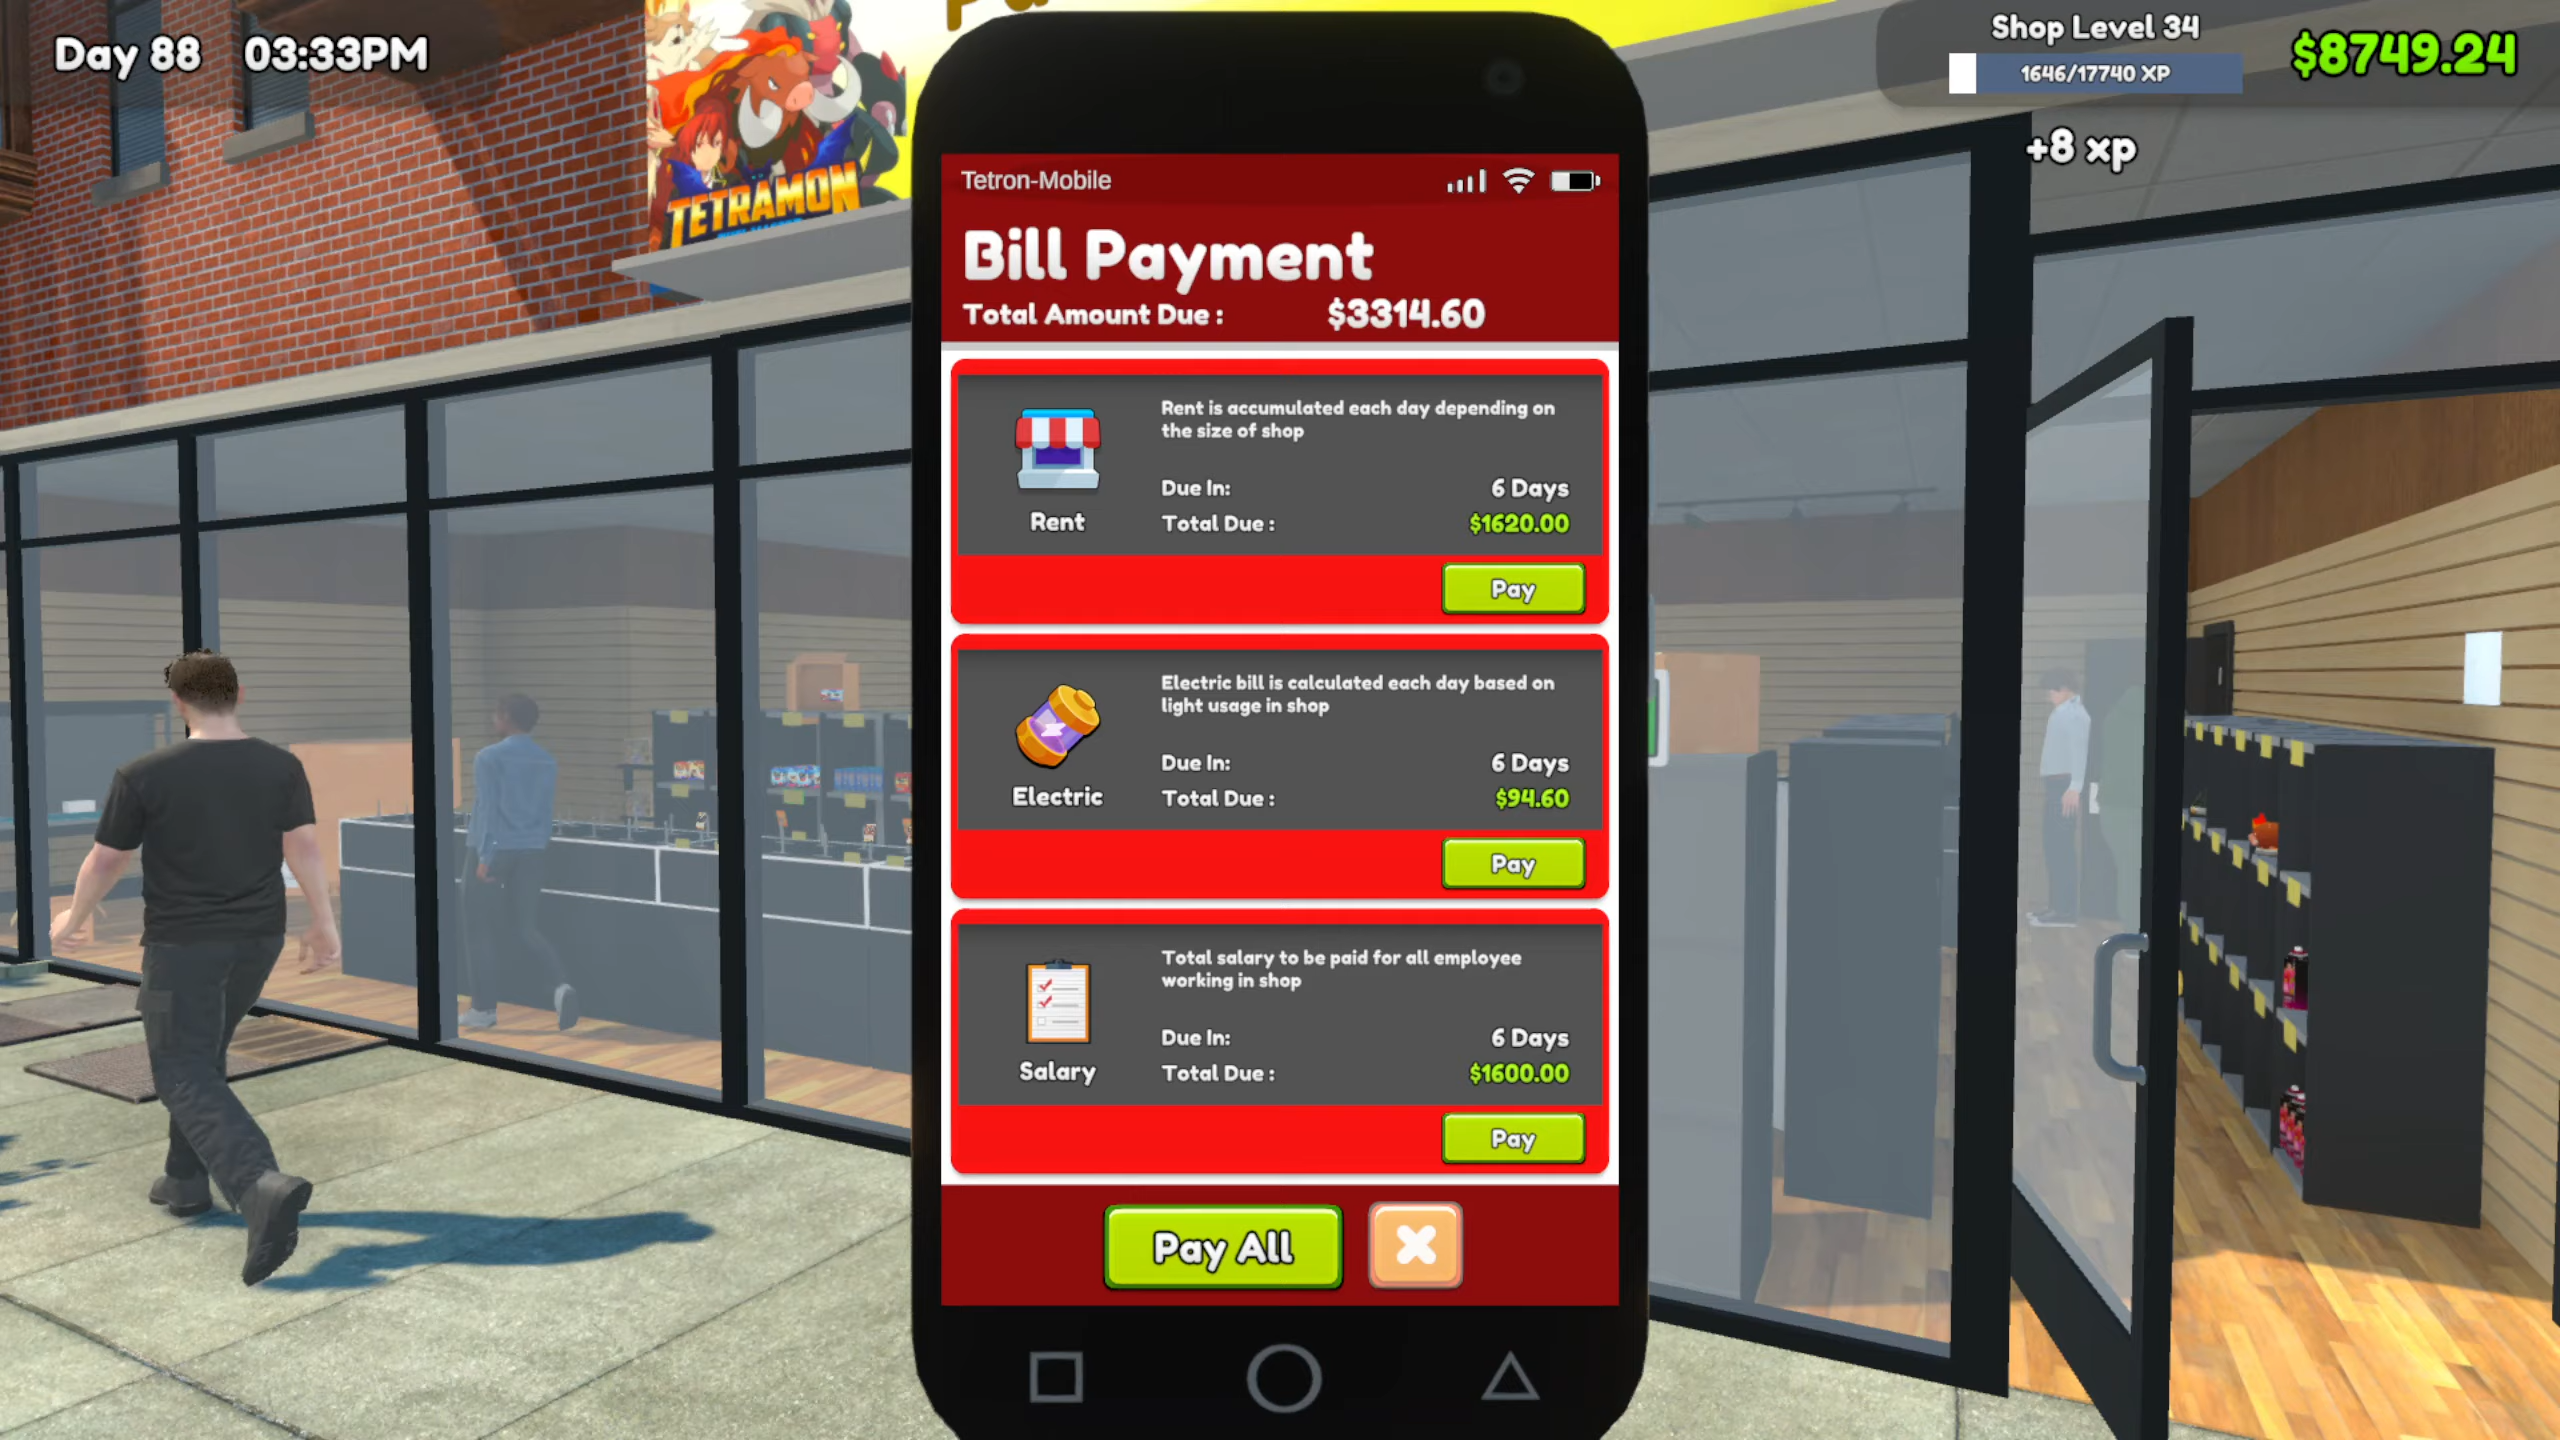 Day 88 03:33PM
Shop Level 34
1646/17740 XP
$8749.24
+8 xp
TETRAMON
Tetron-Mobile
Bill Payment
Total Amount Due : $3314.60
Rent is accumulated each day depending on
the size of shop
Due In: 6 Days
Total Due : $1620.00
Rent
Pay
Electric bill is calculated each day based on
light usage in shop
Due In: 6 Days
Total Due : $94.60
Electric
Pay
Total salary to be paid for all employee
working in shop
Due In: 6 Days
Total Due : $1600.00
Salary
Pay
Pay All